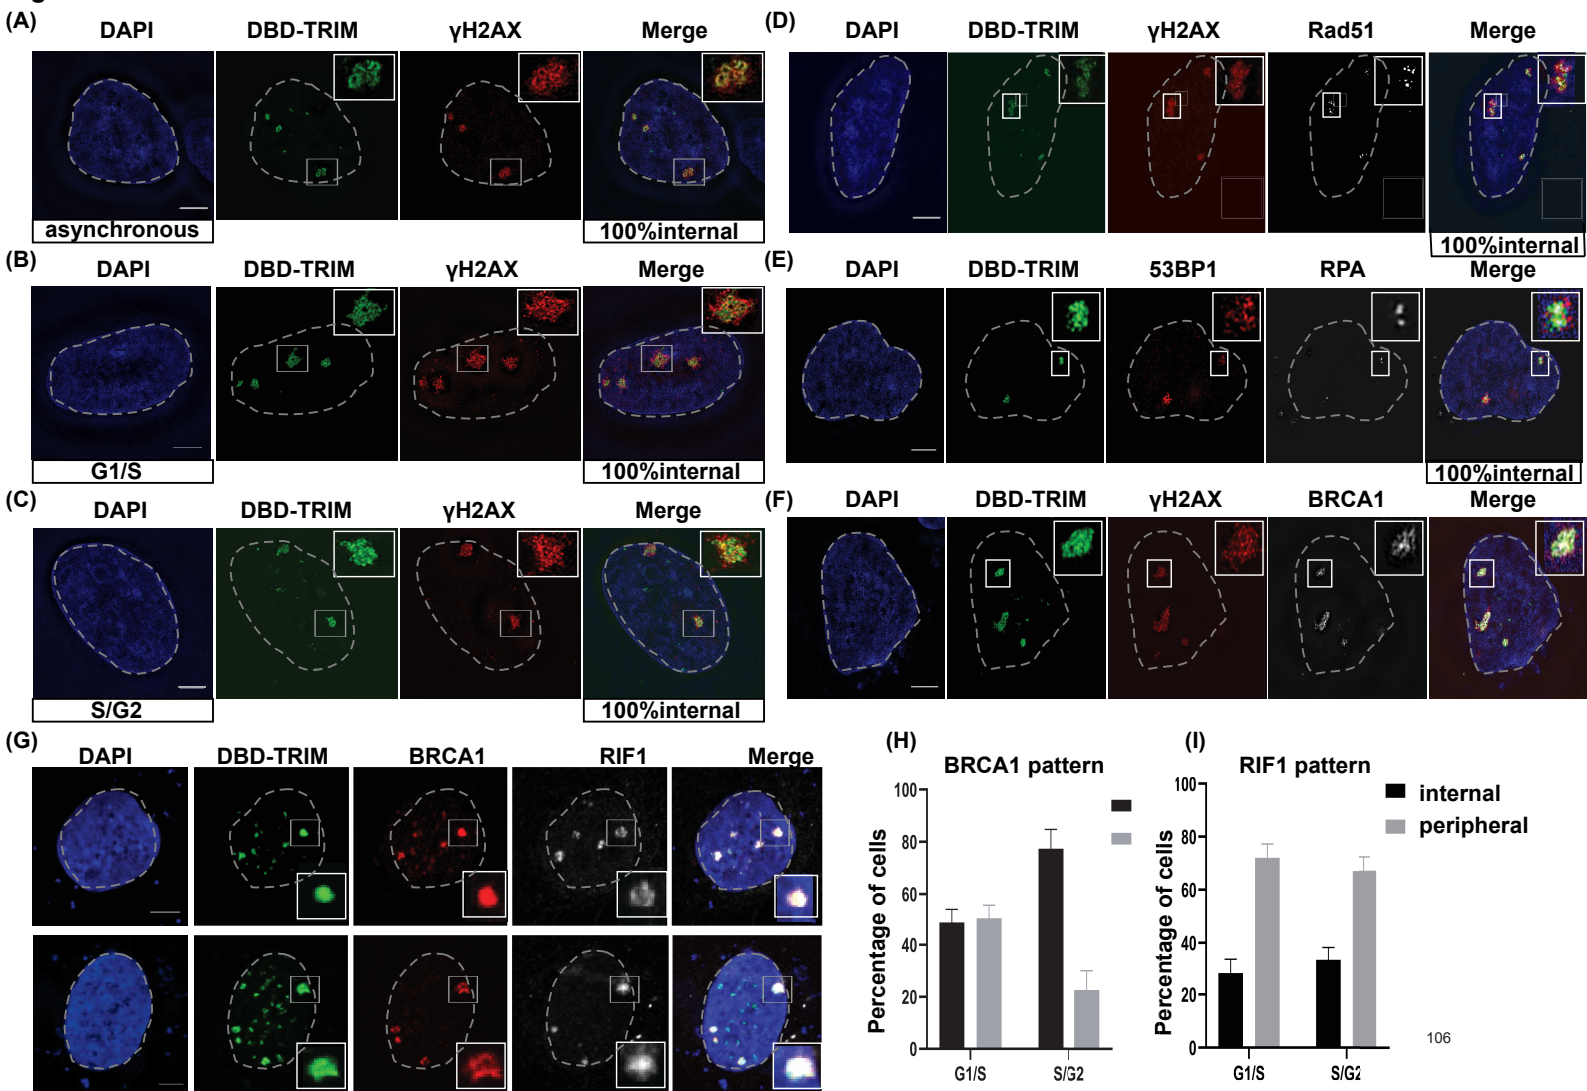 (A)
DAPI DBD-TRIM γH2AX Merge
asynchronous 100%internal
(B)
DAPI DBD-TRIM γH2AX Merge
G1/S 100%internal
(C)
DAPI DBD-TRIM γH2AX Merge
S/G2 100%internal
(D)
DAPI DBD-TRIM γH2AX Rad51 Merge
100%internal
(E)
DAPI DBD-TRIM 53BP1 RPA Merge
100%internal
(F)
DAPI DBD-TRIM γH2AX BRCA1 Merge
(G)
DAPI DBD-TRIM BRCA1 RIF1 Merge
(H)
BRCA1 pattern
Percentage of cells
100
80
60
40
20
0
G1/S S/G2
(I)
RIF1 pattern
internal
peripheral
Percentage of cells
100
80
60
40
20
0
G1/S S/G2
106